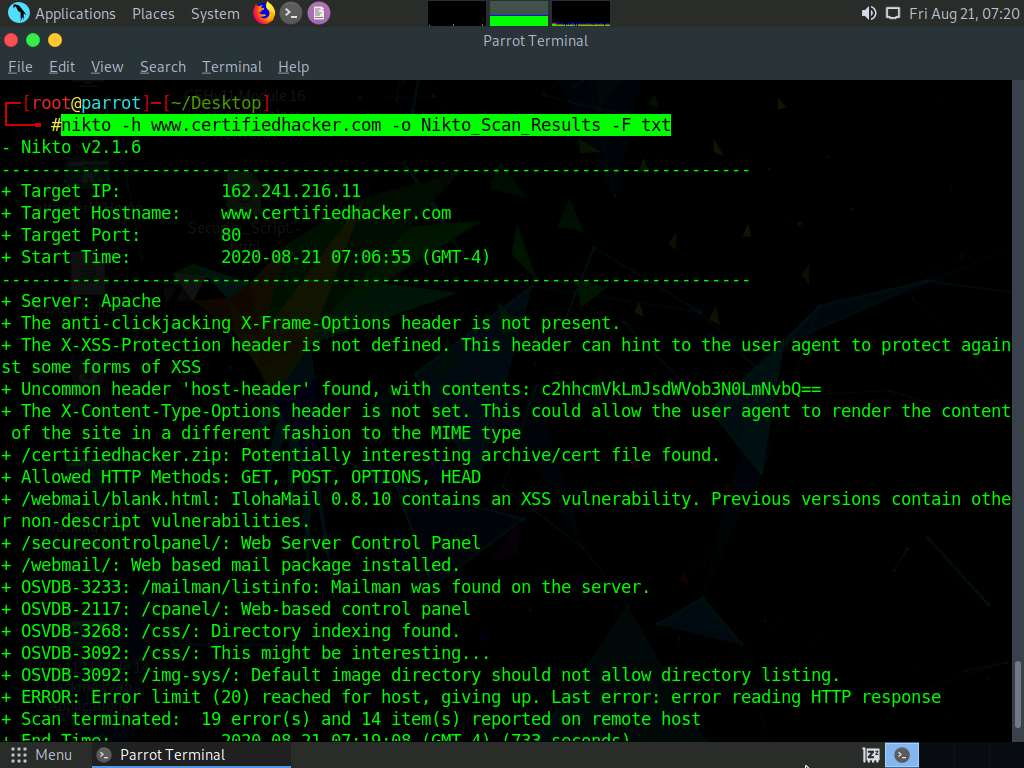 Applications Places System
Fri Aug 21, 07:20
Parrot Terminal
File Edit View Search Terminal Help
[root@parrot]─[~/Desktop]
#nikto -h www.certifiedhacker.com -o Nikto_Scan_Results -F txt
- Nikto v2.1.6
---------------------------------------------------------------------------
+ Target IP: 162.241.216.11
+ Target Hostname: www.certifiedhacker.com
+ Target Port: 80
+ Start Time: 2020-08-21 07:06:55 (GMT-4)
---------------------------------------------------------------------------
+ Server: Apache
+ The anti-clickjacking X-Frame-Options header is not present.
+ The X-XSS-Protection header is not defined. This header can hint to the user agent to protect again
st some forms of XSS
+ Uncommon header 'host-header' found, with contents: c2hhcmVkLmJsdWVob3N0LmNvbQ==
+ The X-Content-Type-Options header is not set. This could allow the user agent to render the content
of the site in a different fashion to the MIME type
+ /certifiedhacker.zip: Potentially interesting archive/cert file found.
+ Allowed HTTP Methods: GET, POST, OPTIONS, HEAD
+ /webmail/blank.html: IlohaMail 0.8.10 contains an XSS vulnerability. Previous versions contain othe
r non-descript vulnerabilities.
+ /securecontrolpanel/: Web Server Control Panel
+ /webmail/: Web based mail package installed.
+ OSVDB-3233: /mailman/listinfo: Mailman was found on the server.
+ OSVDB-2117: /cpanel/: Web-based control panel
+ OSVDB-3268: /css/: Directory indexing found.
+ OSVDB-3092: /css/: This might be interesting...
+ OSVDB-3092: /img-sys/: Default image directory should not allow directory listing.
+ ERROR: Error limit (20) reached for host, giving up. Last error: error reading HTTP response
+ Scan terminated: 19 error(s) and 14 item(s) reported on remote host
+ End Time: 2020-08-21 07:19:08 (GMT-4) (733 seconds)
Menu Parrot Terminal